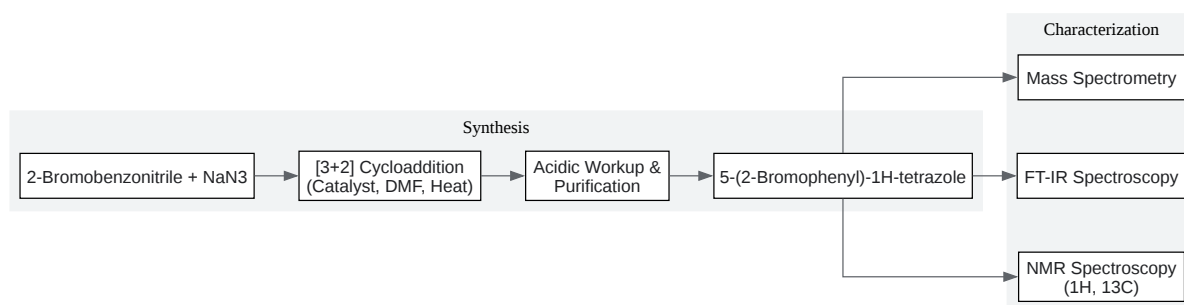 Characterization
Mass Spectrometry
Synthesis
2-Bromobenzonitrile + NaN3
[3+2] Cycloaddition
(Catalyst, DMF, Heat)
Acidic Workup &
Purification
5-(2-Bromophenyl)-1H-tetrazole
FT-IR Spectroscopy
NMR Spectroscopy
(1H, 13C)